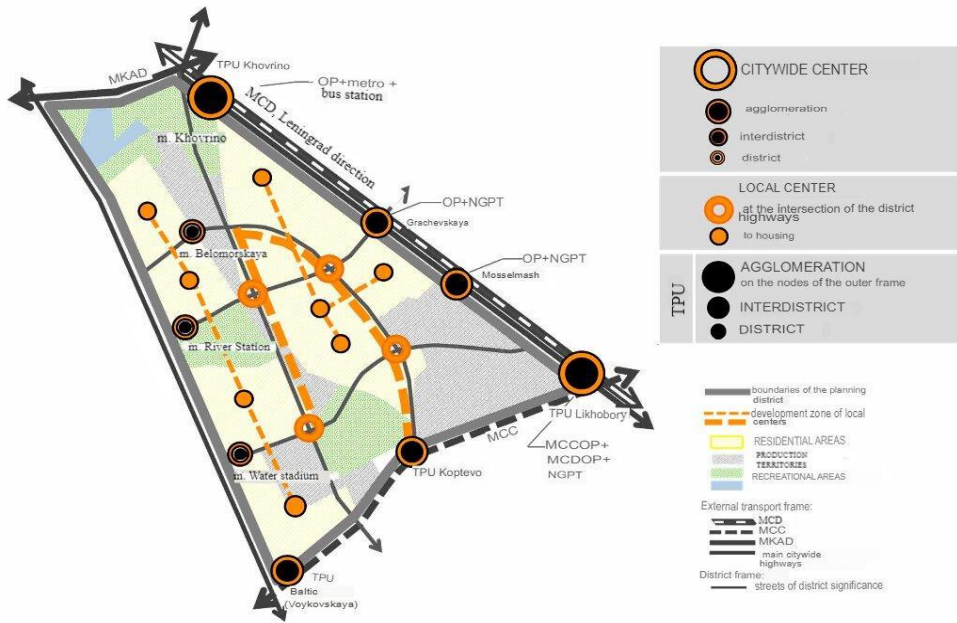 TPU Khovrino
MKAD
OP+metro +
bus station
MCD, Leningrad direction
m. Khovrino
OP+NGPT
Grachevskaya
m. Belomorskaya
OP+NGPT
Mosselmash
m. River Station
TPU Likhobory
MCC
MCCOP+
MCDOP+
NGPT
TPU Koptevo
m. Water stadium
TPU
Baltic
(Voykovskaya)
CITYWIDE CENTER
agglomeration
interdistrict
district
LOCAL CENTER
at the intersection of the district
highways
to housing
TPU
AGGLOMERATION
on the nodes of the outer frame
INTERDISTRICT
DISTRICT
boundaries of the planning
district
development zone of local
centers
RESIDENTIAL AREAS
PRODUCTION
TERRITORIES
RECREATIONAL AREAS
External transport frame:
MCD
MCC
MKAD
main citywide
highways
District frame:
streets of district significance